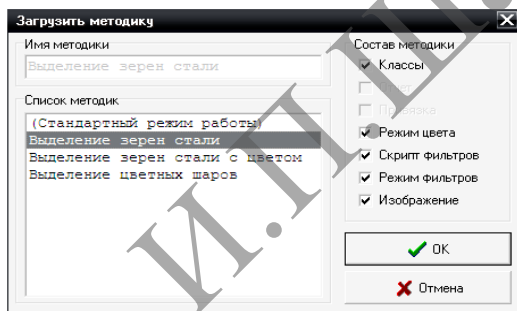 Загрузить методику
Имя методики
Выделение зерен стали
Список методик
(Стандартный режим работы)
Выделение зерен стали
Выделение зерен стали с цветом
Выделение цветных шаров
Состав методики
Классы
Привязка
Режим цвета
Скрипт фильтров
Режим фильтров
Изображение
OK
Отмена